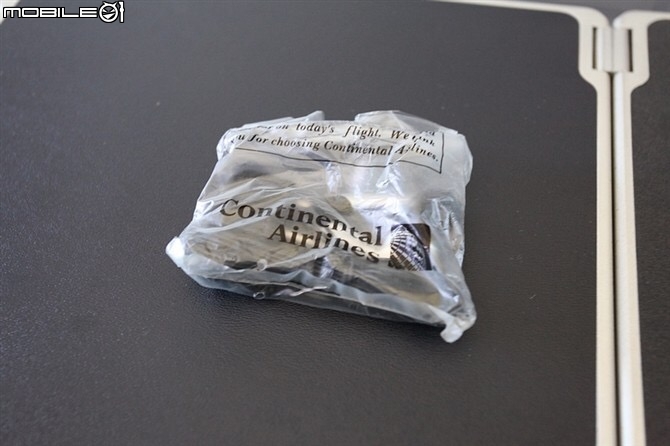 MOBILE01
on today's flight. We
for choosing Continental Airlines.
Continental
Airlines